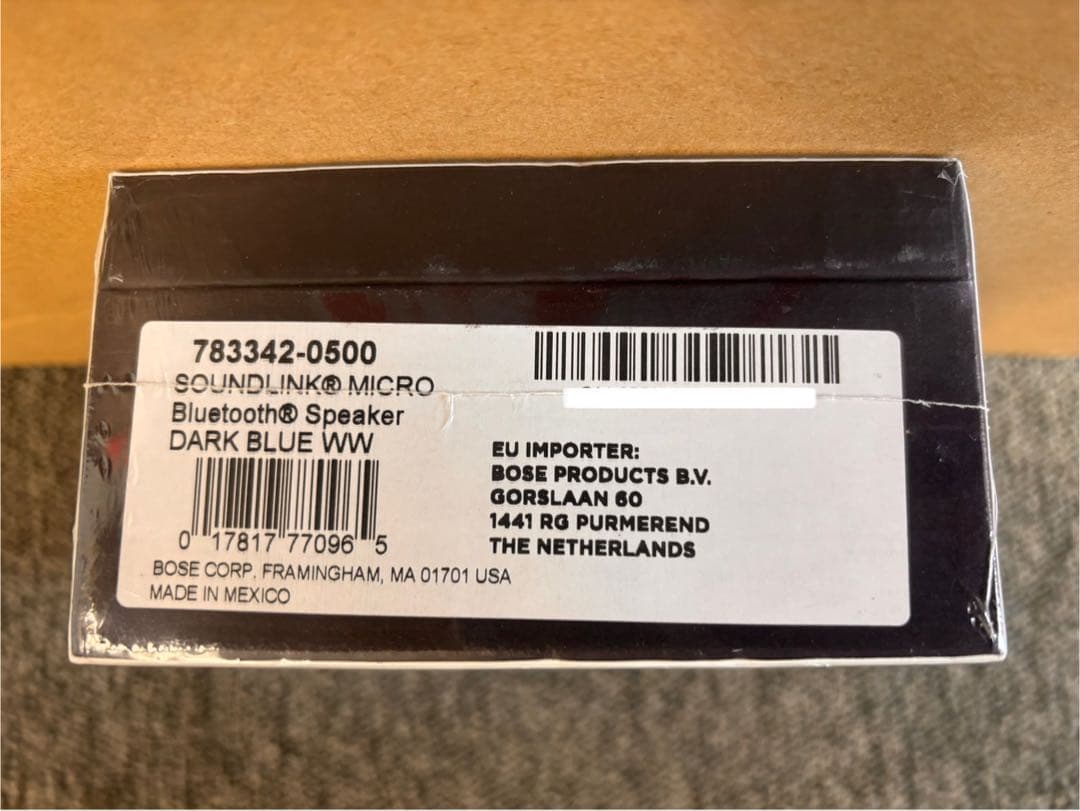 783342-0500
SOUNDLINK® MICRO
Bluetooth® Speaker
DARK BLUE WW
0 17817 77096 5
BOSE CORP, FRAMINGHAM, MA 01701 USA
MADE IN MEXICO
EU IMPORTER:
BOSE PRODUCTS B.V.
GORSLAAN 60
1441 RG PURMEREND
THE NETHERLANDS